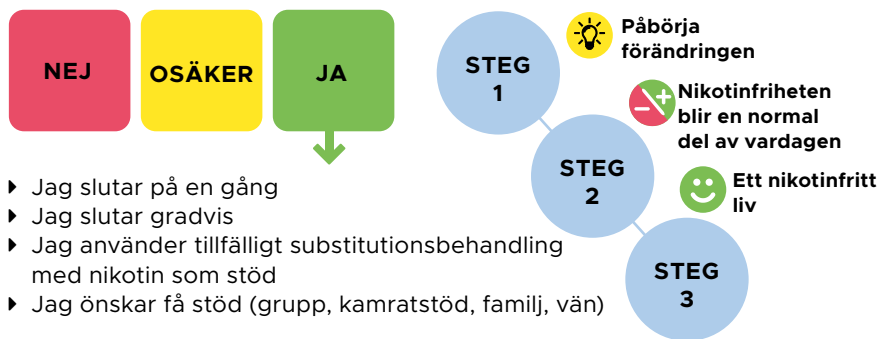 NEJ
OSÄKER
JA
Jag slutar på en gång
Jag slutar gradvis
Jag använder tillfälligt substitutionsbehandling
med nikotin som stöd
Jag önskar få stöd (grupp, kamratstöd, familj, vän)
STEG
1
Påbörja
förändringen
STEG
2
Nikotinfriheten
blir en normal
del av vardagen
STEG
3
Ett nikotinfritt
liv